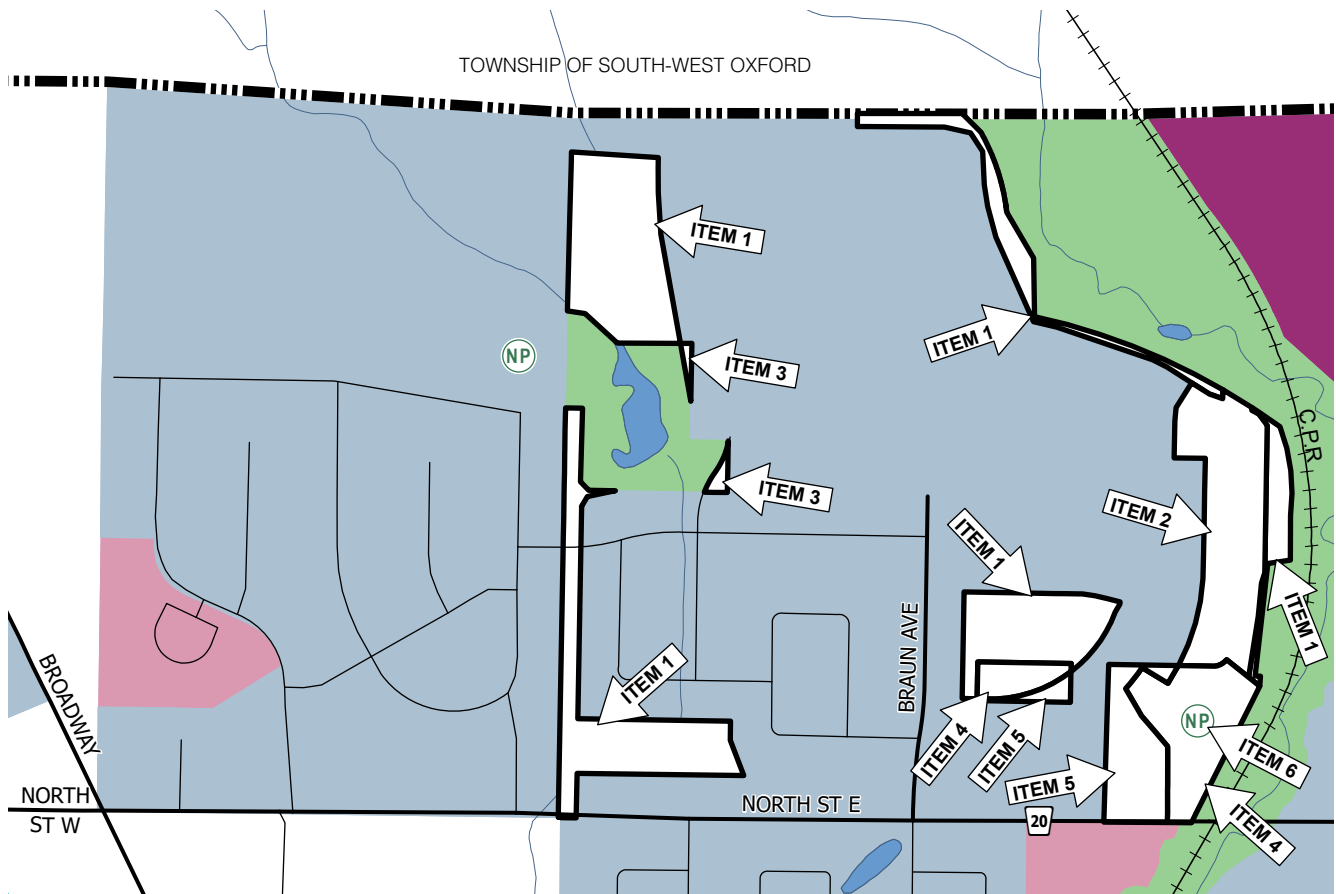 TOWNSHIP OF SOUTH-WEST OXFORD
ITEM 1
ITEM 1
NP
ITEM 3
C.P.R
ITEM 3
ITEM 2
ITEM 1
ITEM 1
ITEM 1
BRAUN AVE
BROADWAY
NP
ITEM 4
ITEM 5
ITEM 6
ITEM 5
NORTH
ST W
NORTH ST E
20
ITEM 4